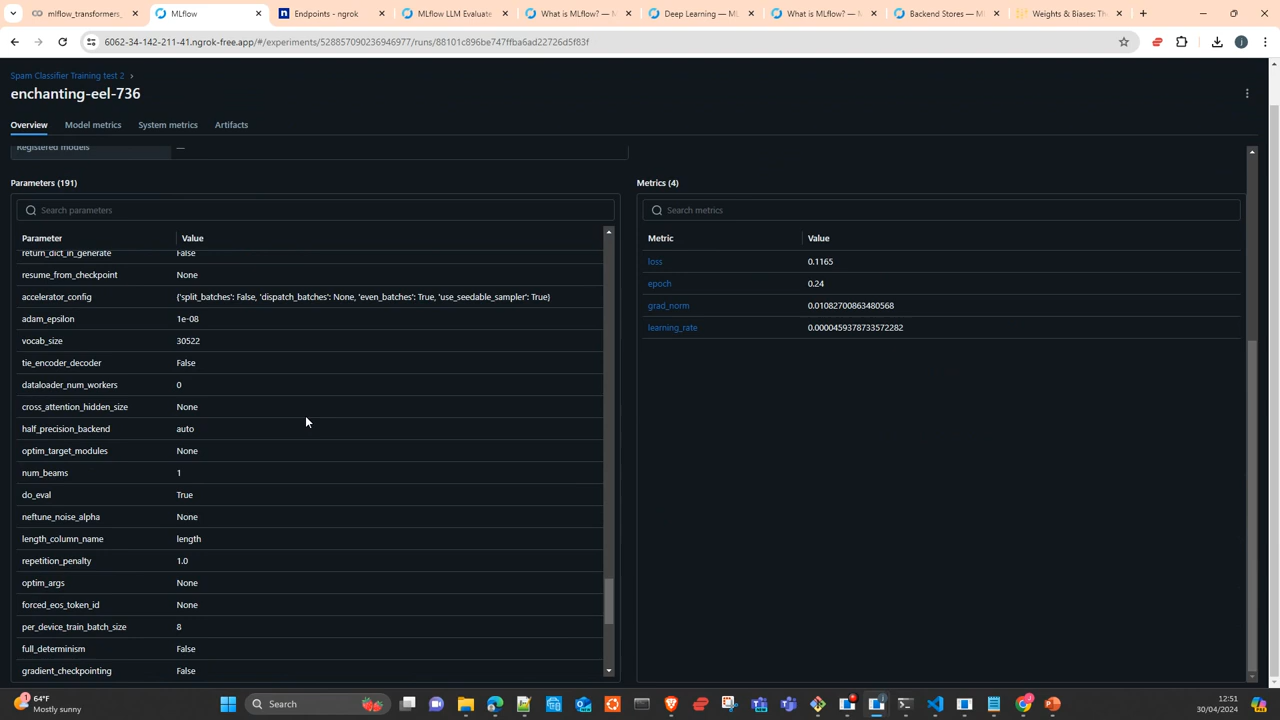 mlflow_transformers_
MLflow
Endpoints - ngrok
MLflow LLM Evaluate
What is MLflow? — M
Deep Learning — ML
What is MLflow? — M
Backend Stores — Ml
Weights & Biases: Th
6062-34-142-211-41.ngrok-free.app/#/experiments/528857090236946977/runs/88101c896be747ffba6ad22726d5f83f
Spam Classifier Training test 2 ›
enchanting-eel-736
Overview Model metrics System metrics Artifacts
Registered models —
Parameters (191)
Search parameters
Parameter Value
return_dict_in_generate False
resume_from_checkpoint None
accelerator_config {'split_batches': False, 'dispatch_batches': None, 'even_batches': True, 'use_seedable_sampler': True}
adam_epsilon 1e-08
vocab_size 30522
tie_encoder_decoder False
dataloader_num_workers 0
cross_attention_hidden_size None
half_precision_backend auto
optim_target_modules None
num_beams 1
do_eval True
neftune_noise_alpha None
length_column_name length
repetition_penalty 1.0
optim_args None
forced_eos_token_id None
per_device_train_batch_size 8
full_determinism False
gradient_checkpointing False
Metrics (4)
Search metrics
Metric Value
loss 0.1165
epoch 0.24
grad_norm 0.01082700863480568
learning_rate 0.0000459378733572282
64°F
Mostly sunny
Search
12:51
30/04/2024